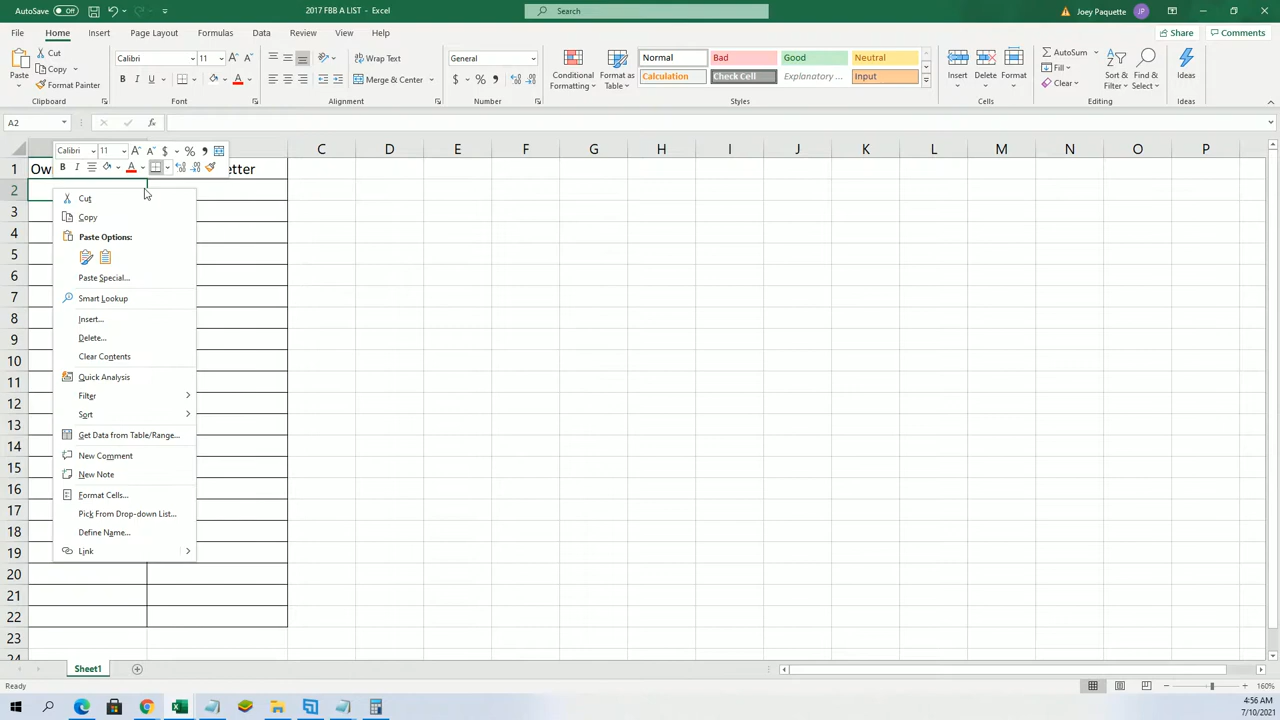 AutoSave Off 2017 FBB A LIST - Excel Search Joey Paquette JP
File Home Insert Page Layout Formulas Data Review View Help Share Comments
Paste Cut Copy Format Painter Clipboard
Calibri 11 B I U A A A Font
Wrap Text Merge & Center Alignment
General $ % , Number
Conditional Formatting Format as Table
Normal Bad Good Neutral
Calculation Check Cell Explanatory ... Input
Styles
Insert Delete Format Cells
AutoSum Fill Clear Sort & Filter Find & Select Editing
Ideas Ideas
A2 fx
Calibri 11 A A $ % ,
B I A
C D E F G H I J K L M N O P
1 Ow etter
2
3
4
5
6
7
8
9
10
11
12
13
14
15
16
17
18
19
20
21
22
23
24
Cut
Copy
Paste Options:
Paste Special...
Smart Lookup
Insert...
Delete...
Clear Contents
Quick Analysis
Filter
Sort
Get Data from Table/Range...
New Comment
New Note
Format Cells...
Pick From Drop-down List...
Define Name...
Link
Sheet1
Ready 160%
4:56 AM
7/10/2021